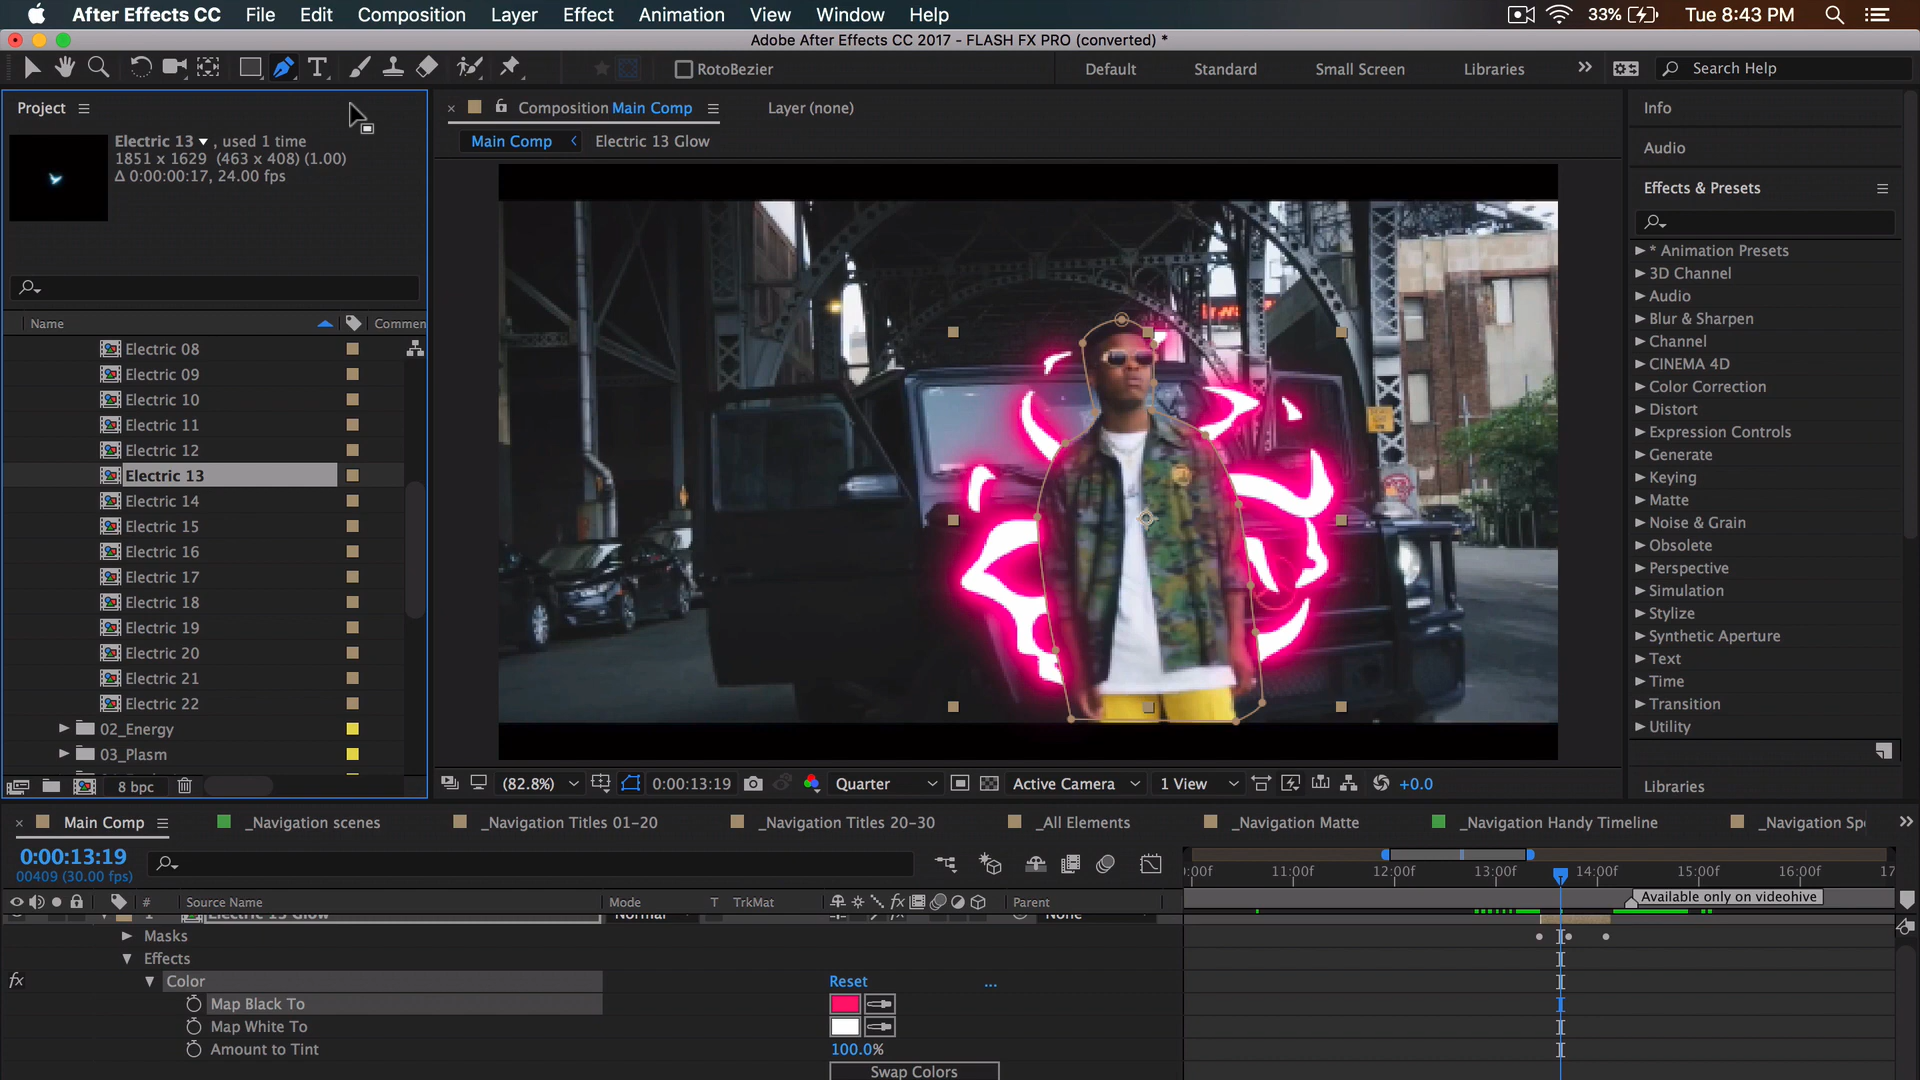 After Effects CC File Edit Composition Layer Effect Animation View Window Help 33% Tue 8:43 PM
Adobe After Effects CC 2017 - FLASH FX PRO (converted) *
RotoBezier Default Standard Small Screen Libraries Search Help
Project
Electric 13 , used 1 time
1851 x 1629 (463 x 408) (1.00)
Δ 0:00:00:17, 24.00 fps
Name Commen
Electric 08
Electric 09
Electric 10
Electric 11
Electric 12
Electric 13
Electric 14
Electric 15
Electric 16
Electric 17
Electric 18
Electric 19
Electric 20
Electric 21
Electric 22
02_Energy
03_Plasm
8 bpc
Composition Main Comp Layer (none)
Main Comp Electric 13 Glow
(82.8%) 0:00:13:19 Quarter Active Camera 1 View +0.0
Info
Audio
Effects & Presets
* Animation Presets
3D Channel
Audio
Blur & Sharpen
Channel
CINEMA 4D
Color Correction
Distort
Expression Controls
Generate
Keying
Matte
Noise & Grain
Obsolete
Perspective
Simulation
Stylize
Synthetic Aperture
Text
Time
Transition
Utility
Libraries
Main Comp _Navigation scenes _Navigation Titles 01-20 _Navigation Titles 20-30 _All Elements _Navigation Matte _Navigation Handy Timeline _Navigation Sp
0:00:13:19
00409 (30.00 fps)
:00f 11:00f 12:00f 13:00f 14:00f 15:00f 16:00f 17
# Source Name Mode T TrkMat fx Parent
Available only on videohive
1 Electric 13 Glow Normal None
Masks
Effects
fx Color Reset ...
Map Black To
Map White To
Amount to Tint 100.0%
Swap Colors